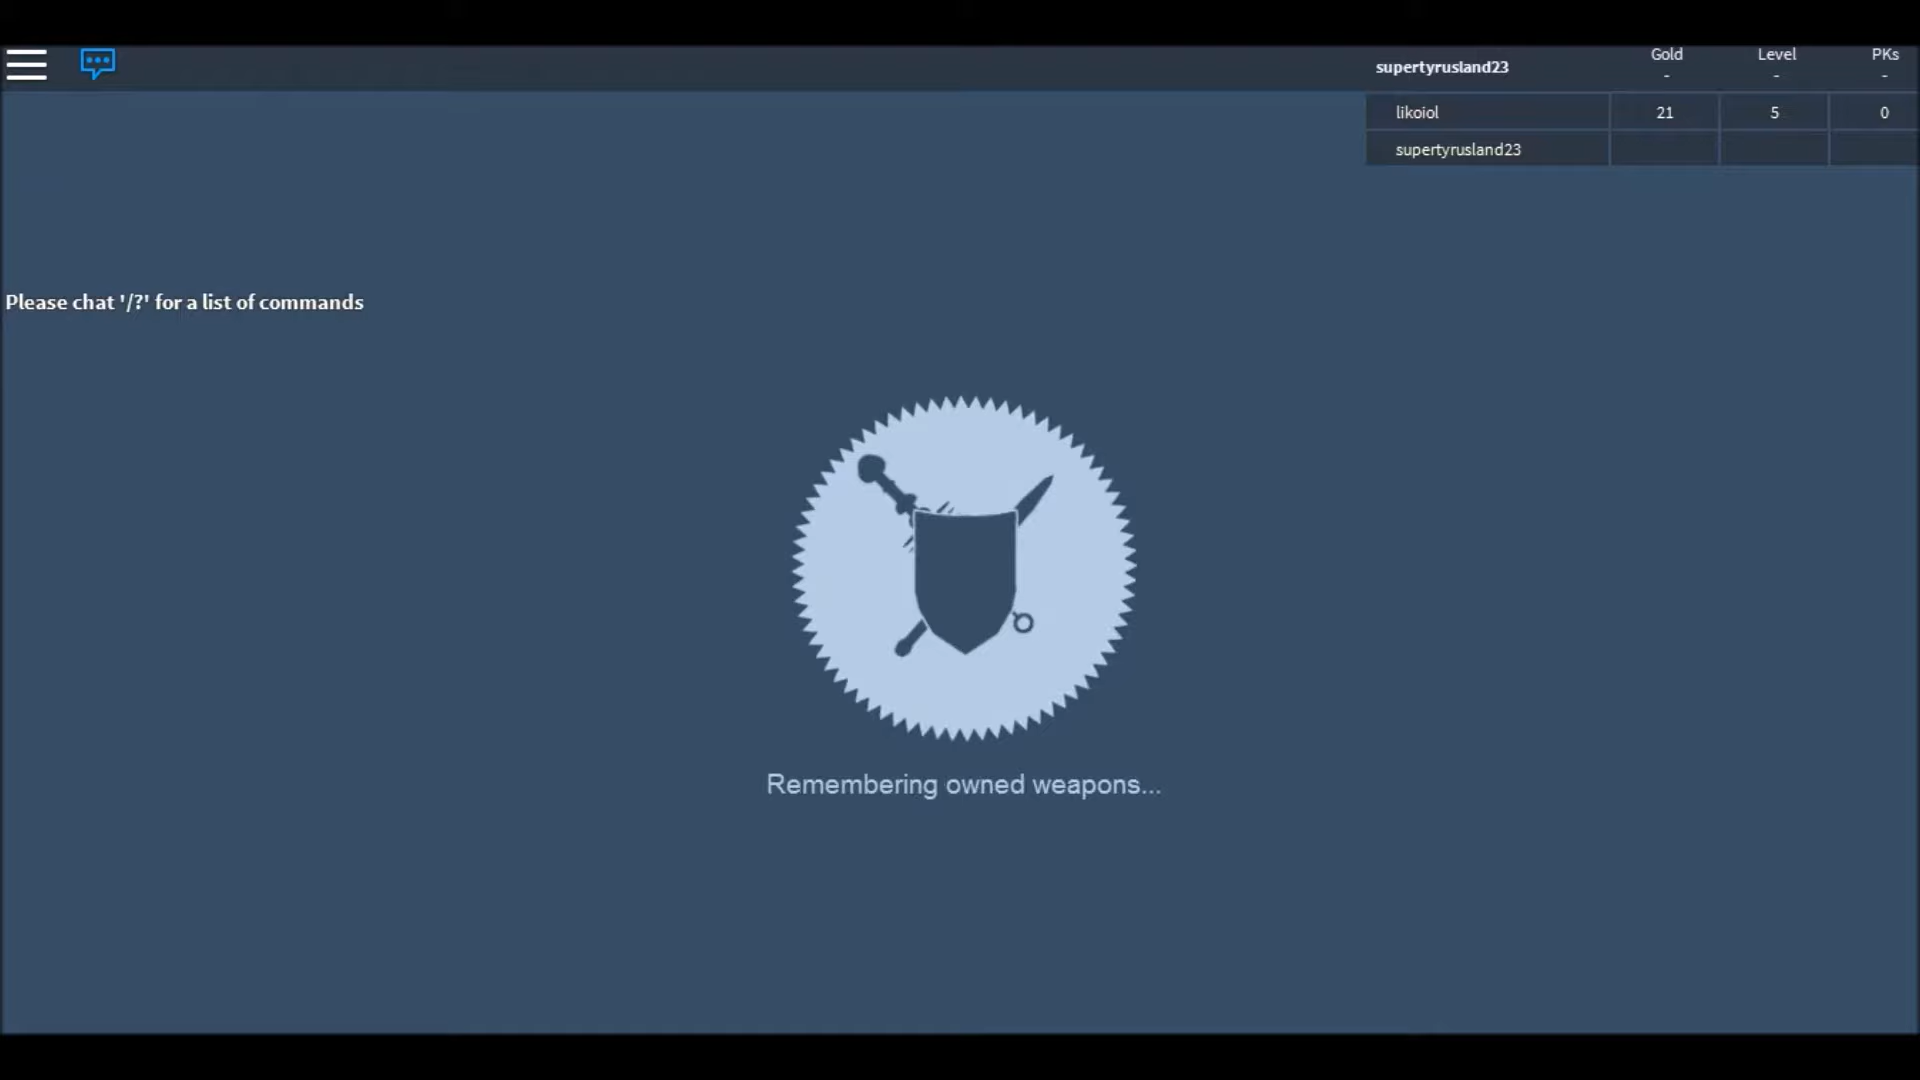 supertyrusland23 Gold Level PKs
- - -
likoiol 21 5 0
supertyrusland23
Please chat '/?' for a list of commands
Remembering owned weapons...